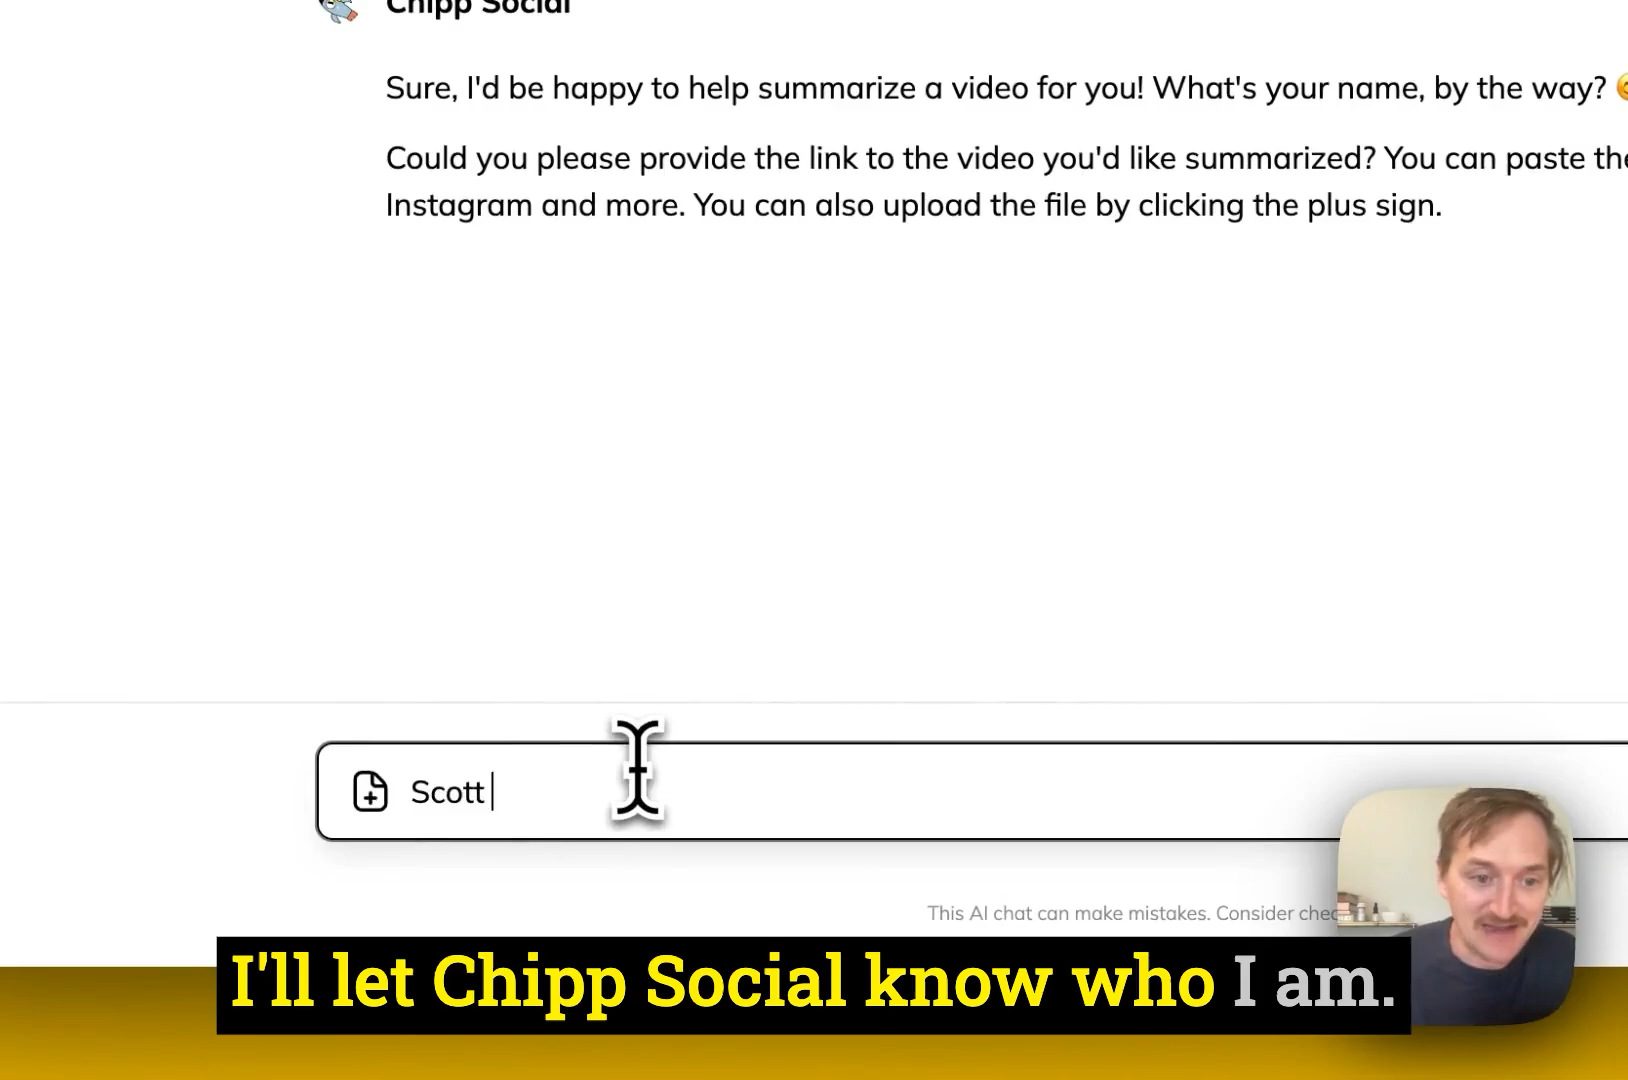 Chipp Social
Sure, I'd be happy to help summarize a video for you! What's your name, by the way?
Could you please provide the link to the video you'd like summarized? You can paste the
Instagram and more. You can also upload the file by clicking the plus sign.
Scott
This AI chat can make mistakes. Consider
I'll let Chipp Social know who I am.